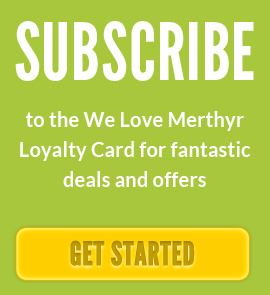 SUBSCRIBE
to the We Love Merthyr
Loyalty Card for fantastic
deals and offers
GET STARTED